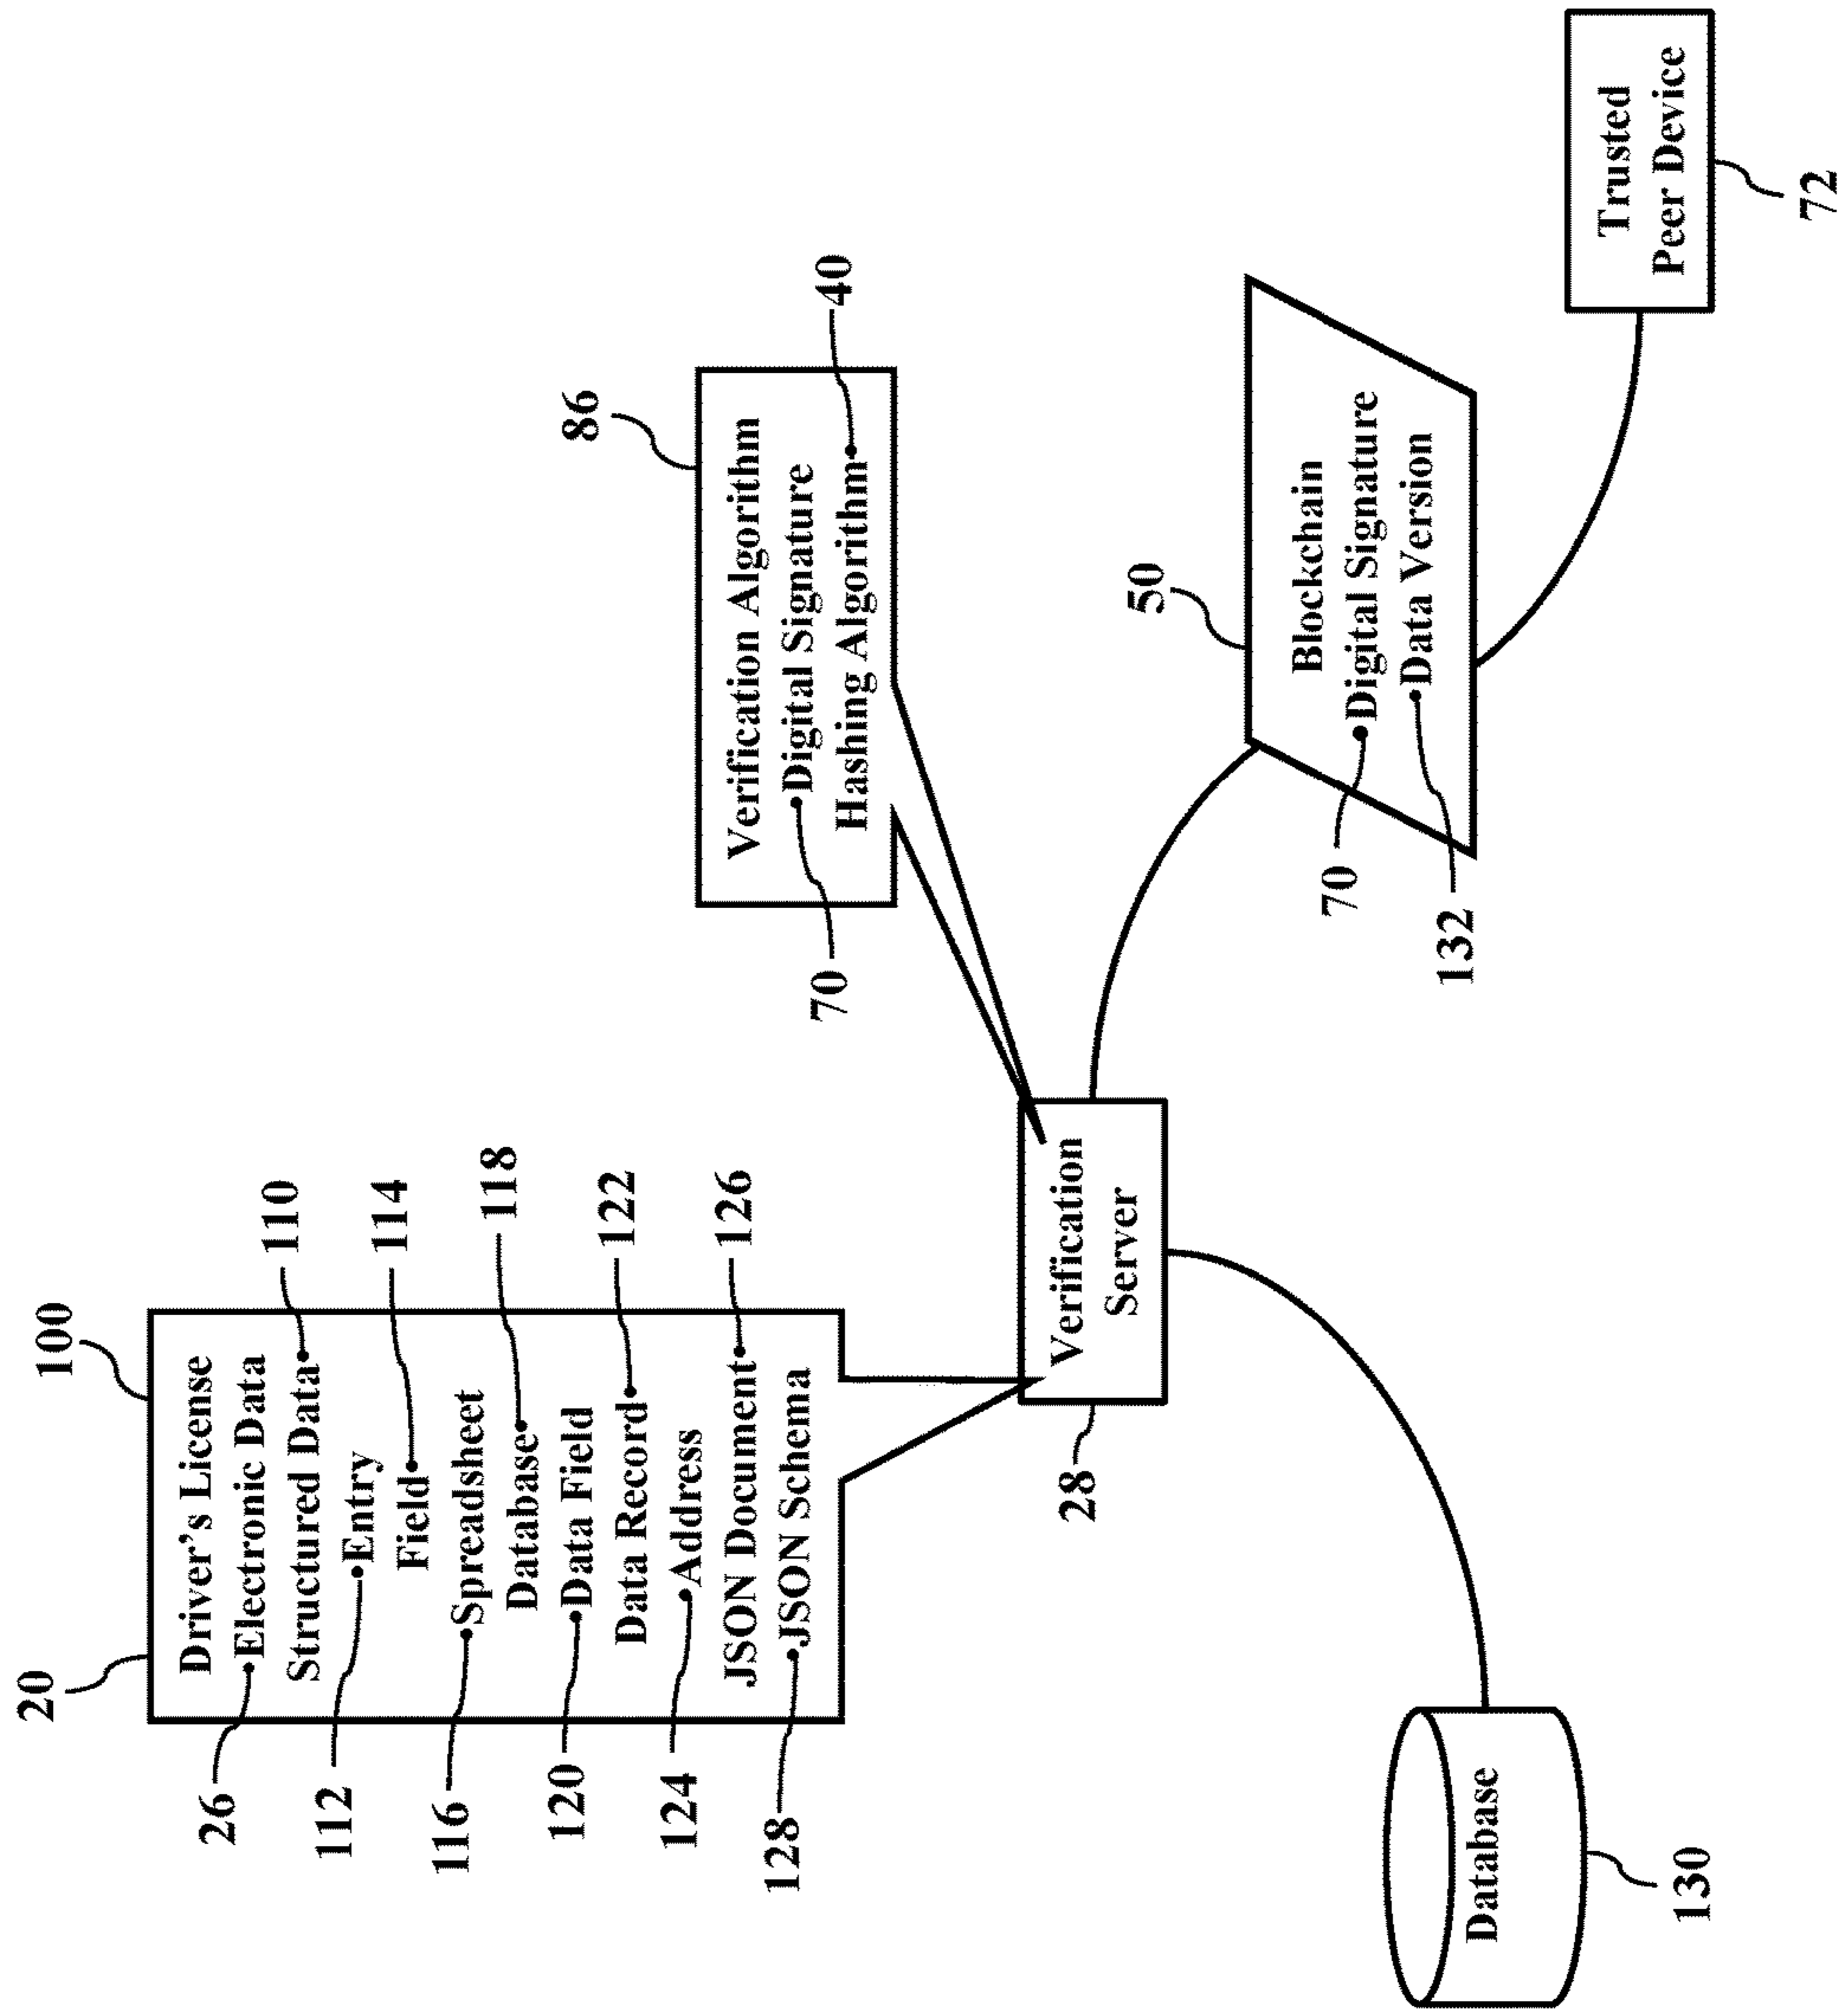 20
100
Driver's License
26
Electronic Data
Structured Data
110
112
Entry
Field
114
116
Spreadsheet
Database
118
120
Data Field
Data Record
122
124
Address
JSON Document
126
128
JSON Schema
86
Verification Algorithm
70
Digital Signature
Hashing Algorithm
40
28
Verification
Server
50
Blockchain
70
Digital Signature
132
Data Version
Trusted
Peer Device
72
Database
130